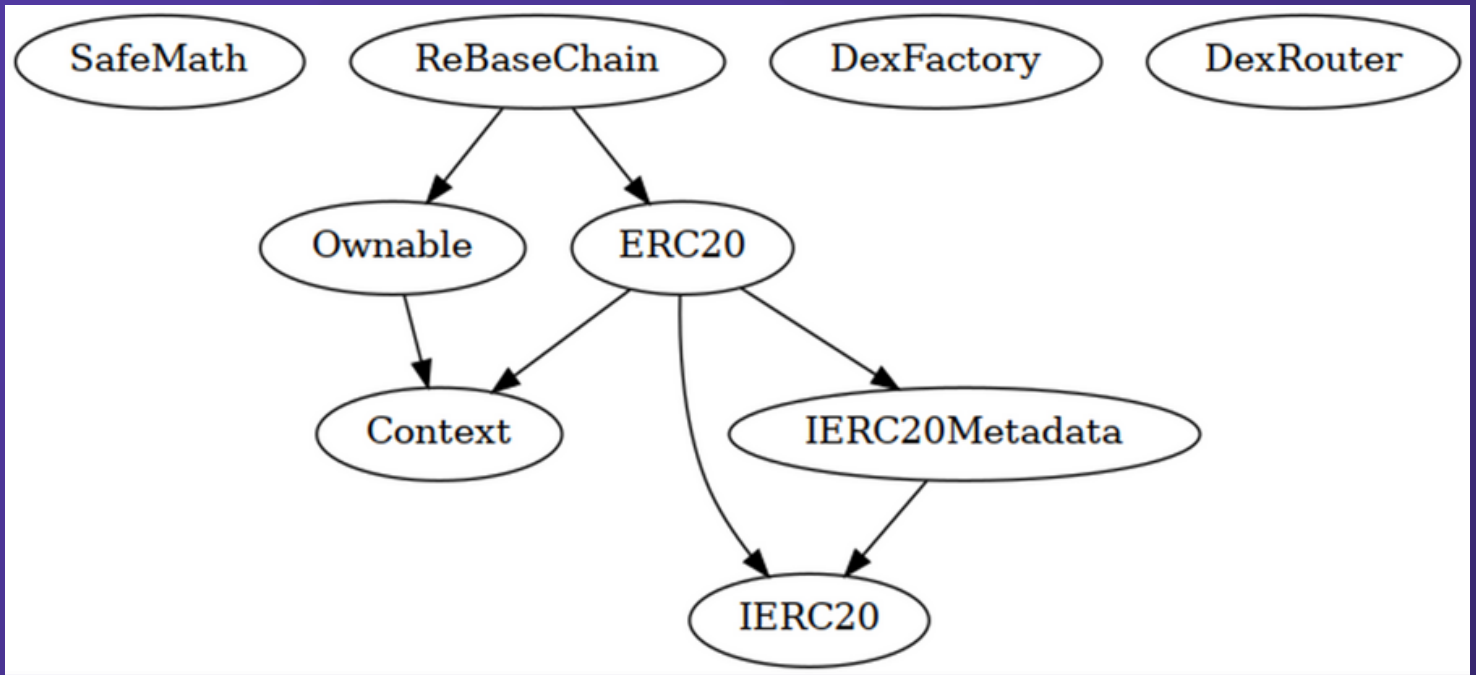 SafeMath
ReBaseChain
DexFactory
DexRouter
Ownable
ERC20
Context
IERC20Metadata
IERC20